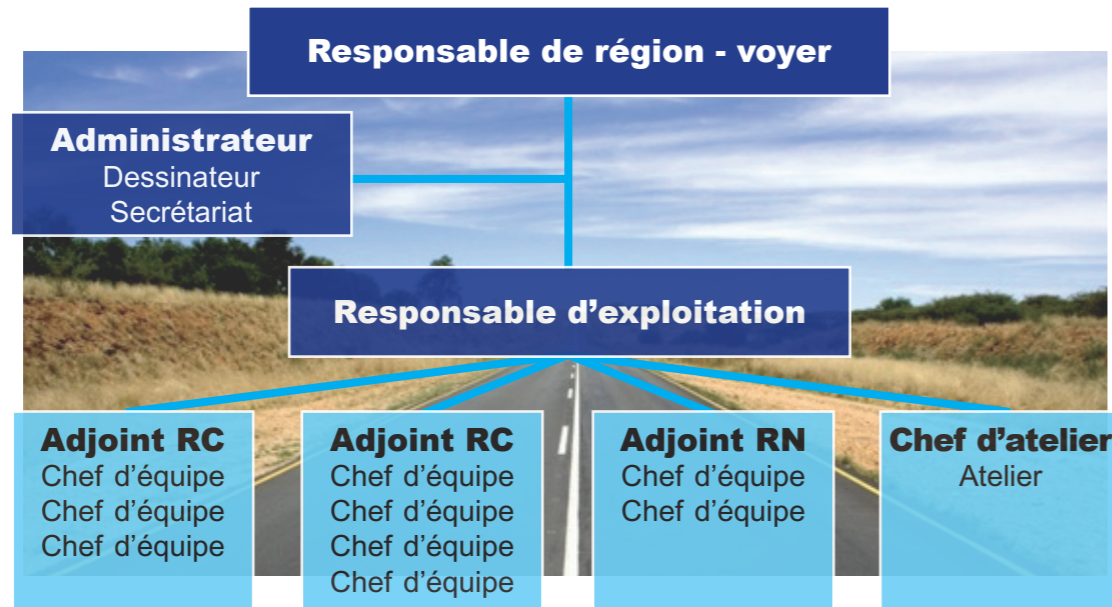 Responsable de région - voyer
Administrateur
Dessinateur
Secrétariat
Responsable d’exploitation
Adjoint RC
Chef d’équipe
Chef d’équipe
Chef d’équipe
Adjoint RC
Chef d’équipe
Chef d’équipe
Chef d’équipe
Chef d’équipe
Adjoint RN
Chef d’équipe
Chef d’équipe
Chef d’atelier
Atelier